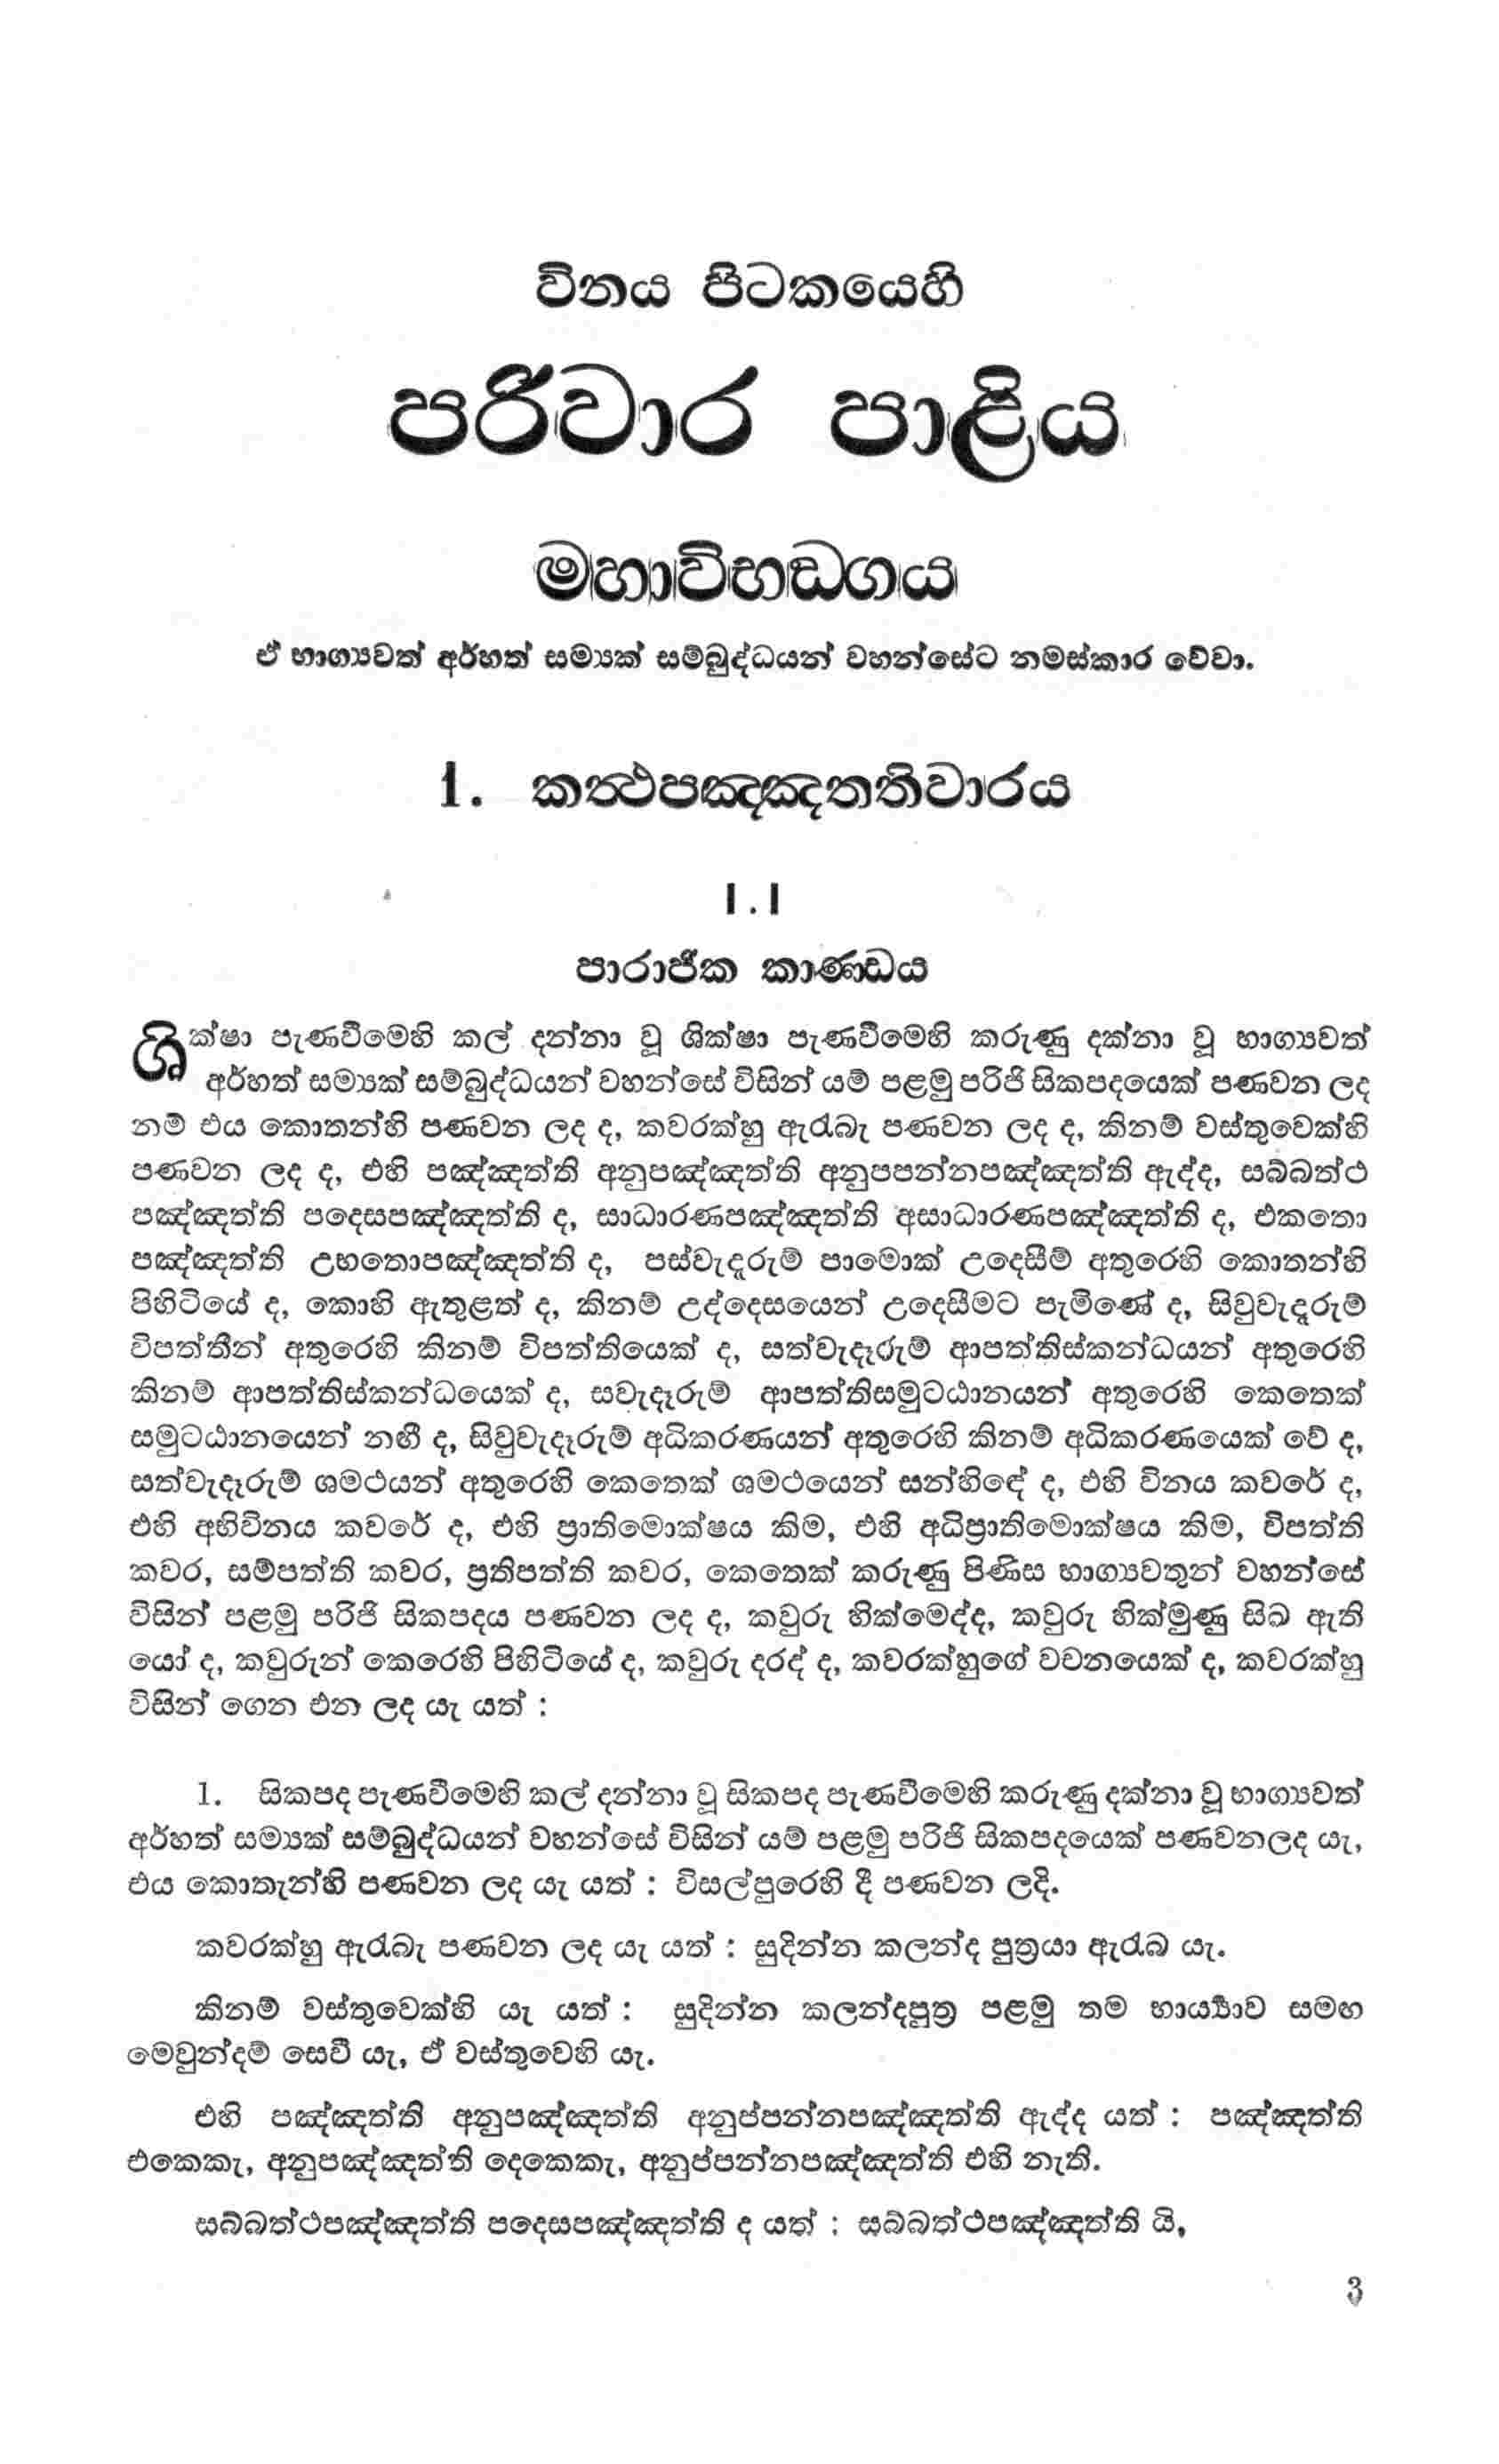 විනය පිටකයෙහි
පරිවාර පාළිය
මහාවිභඞගය
ඒ භාග්‍යවත් අර්හත් සම්‍යක් සම්බුද්ධයන් වහන්සේට නමස්කාර වේවා.
1. කත්‍ථපඤ්‍ඤතතිවාරය
I . I
පාරාජික කාණ්‍ඩය
ශික්ෂා පැණවීමෙහි කල් දන්නා වූ ශික්ෂා පැණවීමෙහි කරුණු දක්නා වූ භාග්‍යවත්
අර්හත් සම්‍යක් සම්බුද්ධයන් වහන්සේ විසින් යම් පළමු පරිජි සිකපදයෙක් පණවන ලද
නම් එය කොතන්හි පණවන ලද ද, කවරක්හු ඇරැබැ පණවන ලද ද, කිනම් වස්තුවෙක්හි
පණවන ලද ද, එහි පඤ්ඤත්ති අනුපඤ්ඤත්ති අනුපපන්නපඤ්ඤත්ති ඇද්ද, සබ්බත්ථ
පඤ්ඤත්ති පදෙසපඤ්ඤත්ති ද, සාධාරණපඤ්ඤත්ති අසාධාරණපඤ්ඤත්ති ද, එකතො
පඤ්ඤත්ති උභතොපඤ්ඤත්ති ද, පස්වැදෑරුම් පාමොක් උදෙසීම් අතුරෙහි කොතන්හි
පිහිටියේ ද, කොහි ඇතුළත් ද, කිනම් උද්දෙසයෙන් උදෙසීමට පැමිණේ ද, සිවුවැදෑරුම්
විපත්තීන් අතුරෙහි කිනම් විපත්තියෙක් ද, සත්වැදෑරුම් ආපත්තිස්කන්ධයන් අතුරෙහි
කිනම් ආපත්තිස්කන්ධයෙක් ද, සවැදෑරුම් ආපත්තිසමුටඨානයන් අතුරෙහි කෙතෙක්
සමුටඨානයෙන් නඟී ද, සිවුවැදෑරුම් අධිකරණයන් අතුරෙහි කිනම් අධිකරණයෙක් වේ ද,
සත්වැදෑරුම් ශමථයන් අතුරෙහි කෙතෙක් ශමථයෙන් සන්හිඳේ ද, එහි විනය කවරේ ද,
එහි අභිවිනය කවරේ ද, එහි ප්‍රාතිමොක්ෂය කිම, එහි අධිප්‍රාතිමොක්ෂය කිම, විපත්ති
කවර, සම්පත්ති කවර, ප්‍රතිපත්ති කවර, කෙතෙක් කරුණු පිණිස භාග්‍යවතුන් වහන්සේ
විසින් පළමු පරිජි සිකපදය පණවන ලද ද, කවුරු හික්මෙද්ද, කවුරු හික්මුණු සිඛ ඇති
යෝ ද, කවුරුන් කෙරෙහි පිහිටියේ ද, කවුරු දරද් ද, කවරක්හුගේ වචනයෙක් ද, කවරක්හු
විසින් ගෙන එන ලද යැ යත් :
1. සිකපද පැණවීමෙහි කල් දන්නා වූ සිකපද පැණවීමෙහි කරුණු දක්නා වූ භාග්‍යවත්
අර්හත් සම්‍යක් සම්බුද්ධයන් වහන්සේ විසින් යම් පළමු පරිජි සිකපදයෙක් පණවනලද යැ,
එය කොතැන්හි පණවන ලද යැ යත් : විසල්පුරෙහි දී පණවන ලදි.
කවරක්හු ඇරැබැ පණවන ලද යැ යත් : සුදින්න කලන්ද පුත්‍රයා ඇරැබ යැ.
කිනම් වස්තුවෙක්හි යැ යත් : සුදින්න කලන්දපුත්‍ර පළමු තම භාර්‍ය්‍යාව සමඟ
මෙවුන්දම් සෙවී යැ, ඒ වස්තුවෙහි යැ.
එහි පඤ්ඤත්ති අනුපඤ්ඤත්ති අනුප්පන්නපඤ්ඤත්ති ඇද්ද යත් : පඤ්ඤත්ති
එකෙකැ, අනුපඤ්ඤත්ති දෙකෙකැ, අනුප්පන්නපඤ්ඤත්ති එහි නැති.
සබ්බත්ථපඤ්ඤත්ති පදෙසපඤ්ඤත්ති ද යත් : සබ්බත්ථපඤ්ඤත්ති යි,
3